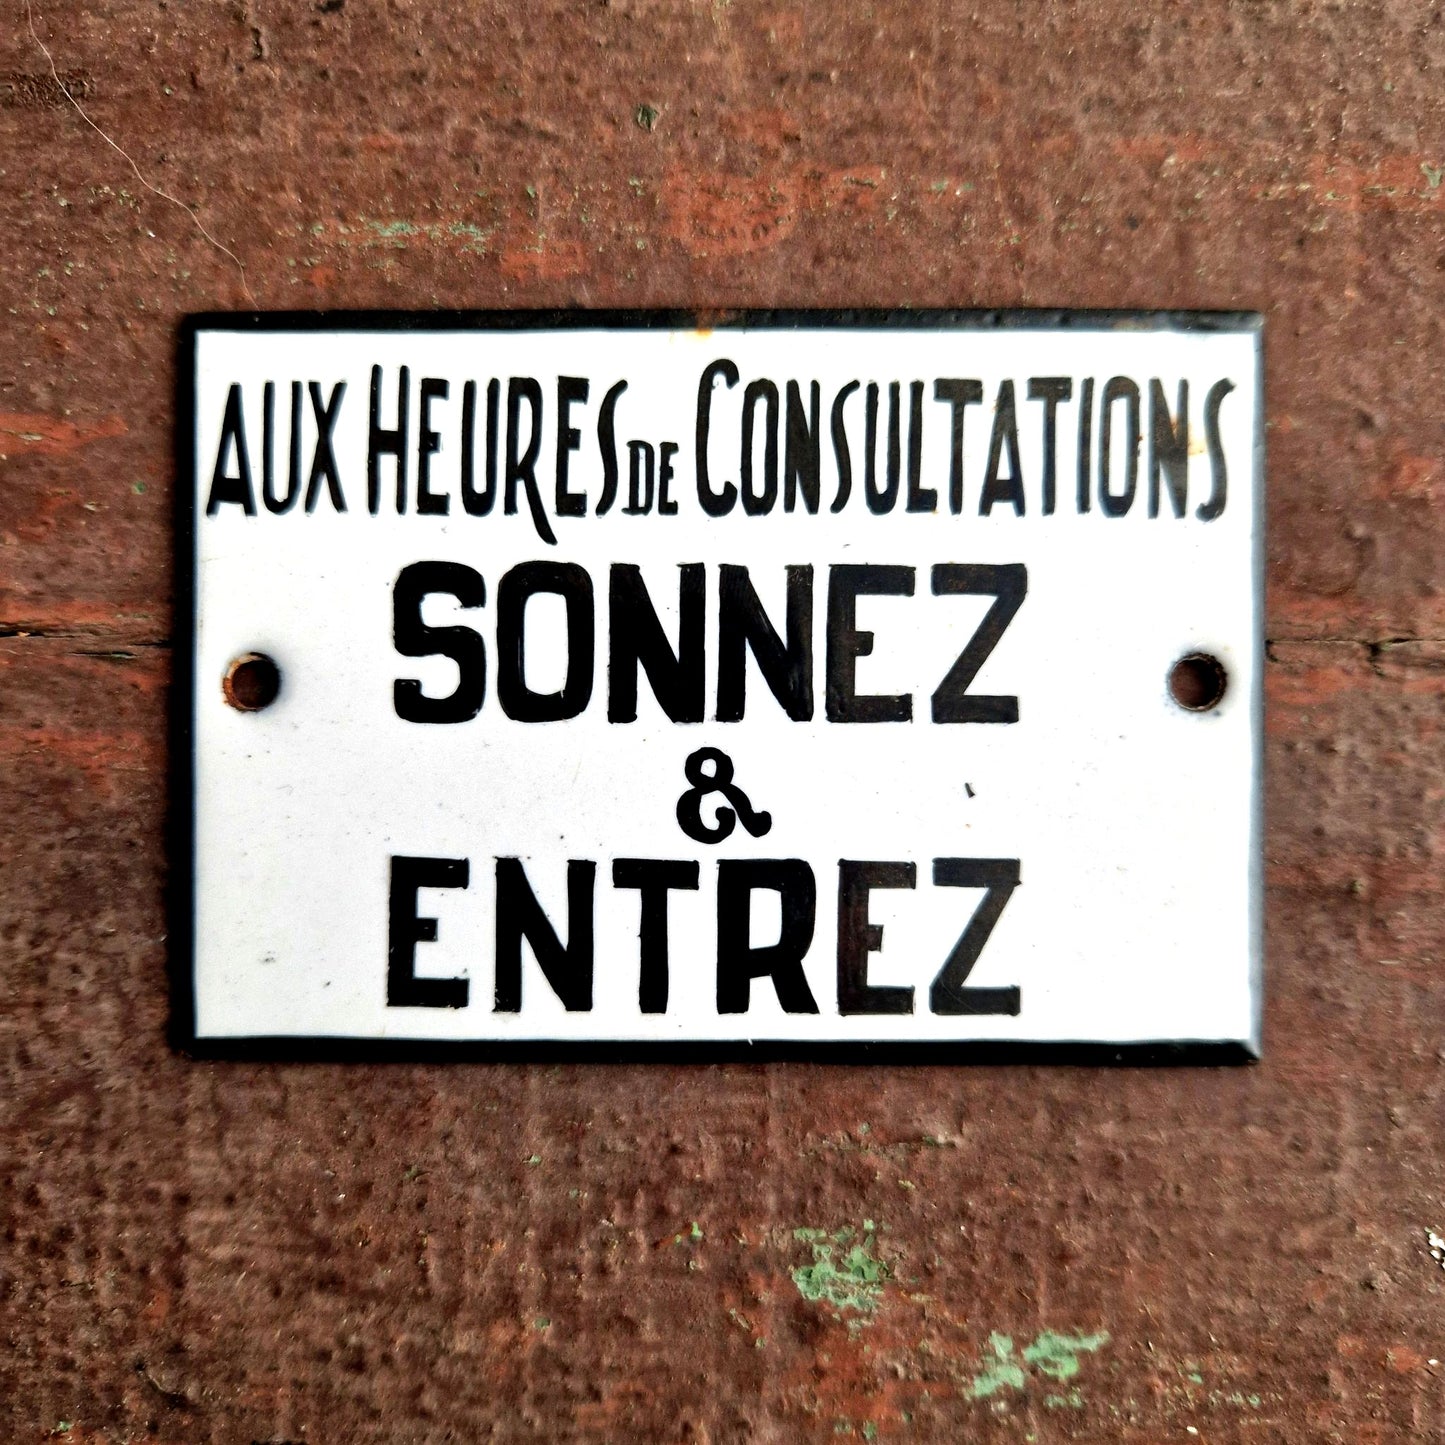 AUX HEURES DE CONSULTATIONS
SONNEZ
&
ENTREZ